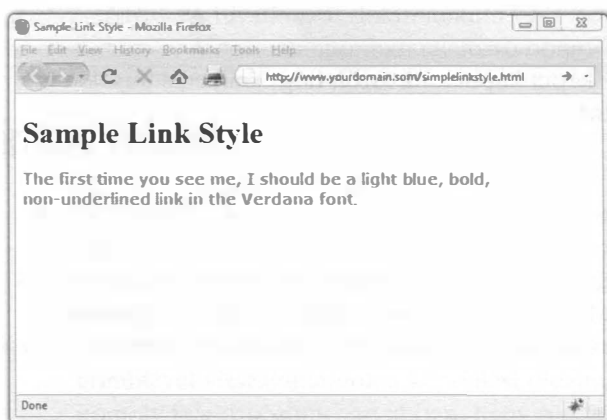 Sample Link Style - Mozilla Firefox
File Edit View History Bookmarks Tools Help
http://www.yourdomain.som/simplelinkstyle.html
Sample Link Style
The first time you see me, I should be a light blue, bold,
non-underlined link in the Verdana font.
Done